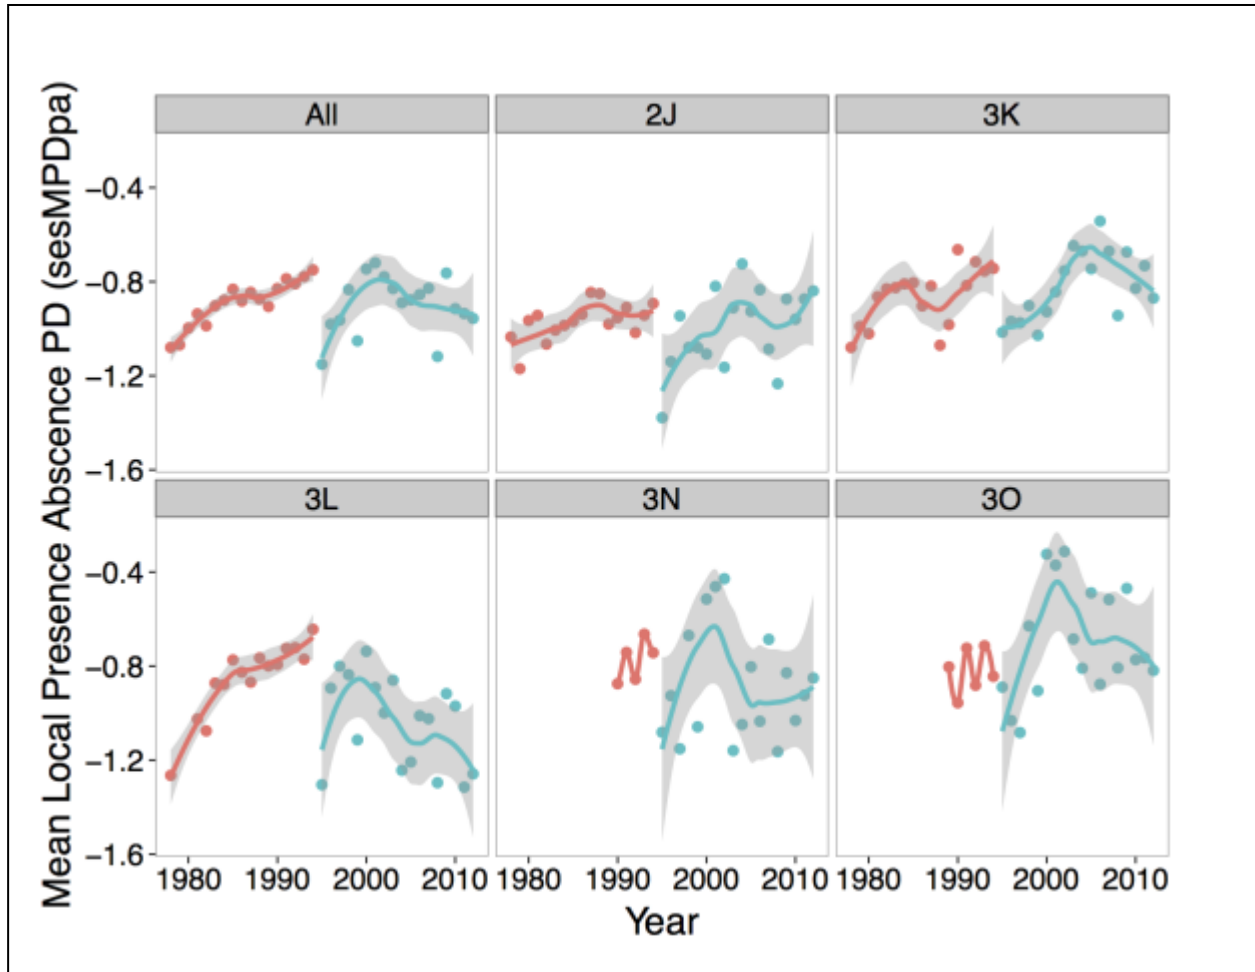 Mean Local Presence Abscence PD (sesMPDpa)
All 2J 3K
−0.4
−0.8
−1.2
−1.6
3L 3N 3O
−0.4
−0.8
−1.2
−1.6
1980 1990 2000 2010 1980 1990 2000 2010 1980 1990 2000 2010
Year